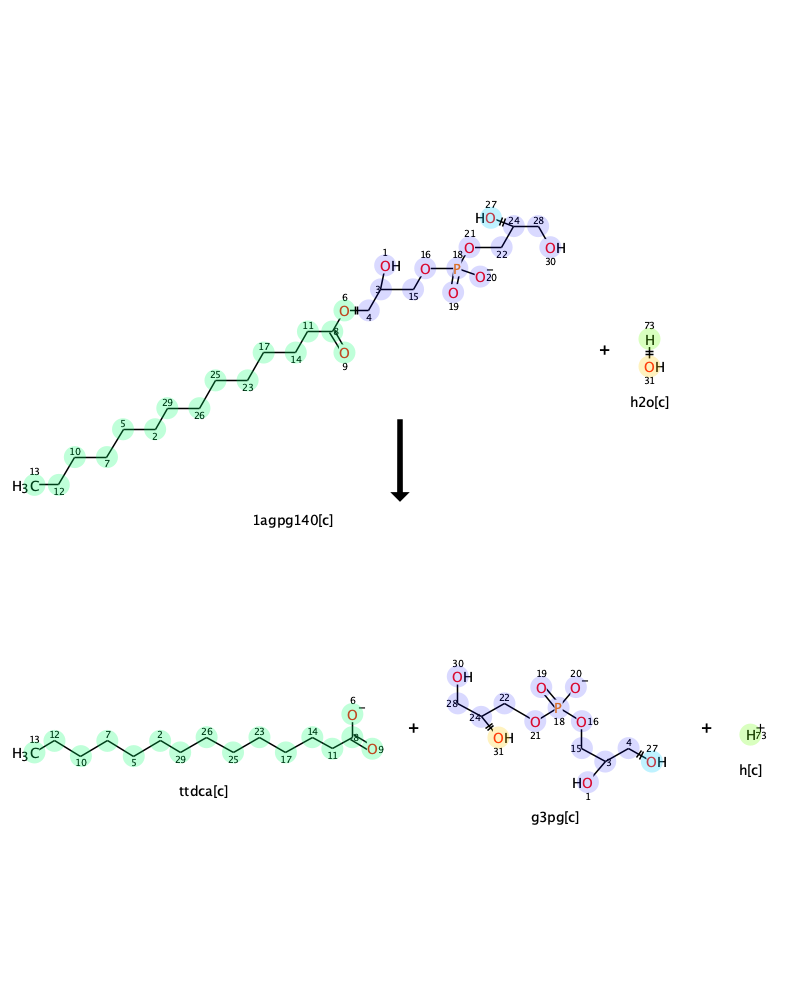 27
HO 24 28
21
O 22 OH
30
1
OH 16 18
O P O⁻ 20
3 15 O
19
6
O 4
11 8
17 14 O
9
25 23
29 26
5 2
10 7
13
H₃C 12
73
H
+
OH
31
h2o[c]
1agpg140[c]
30
OH
19 20
O O⁻
28 22 P
24 O 18 O 16
21
OH
31
15 4 27
3 OH
HO
1
g3pg[c]
6
O⁻
13 12 7 2 26 23 14 8
H₃C 10 5 29 25 17 11 O 9
ttdca[c]
+
+
H⁺ 73
h[c]